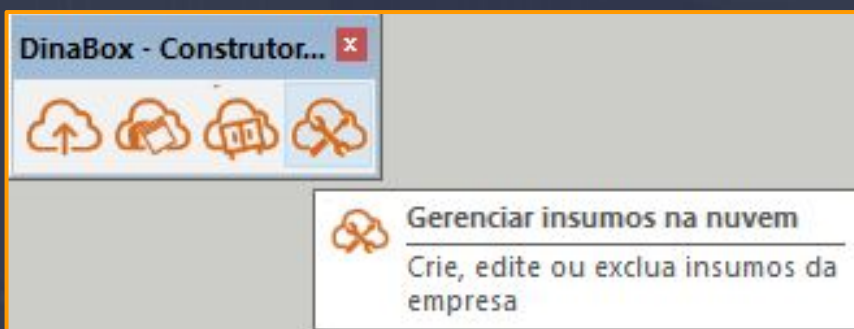 DinaBox - Construtor...
Gerenciar insumos na nuvem
Crie, edite ou exclua insumos da
empresa